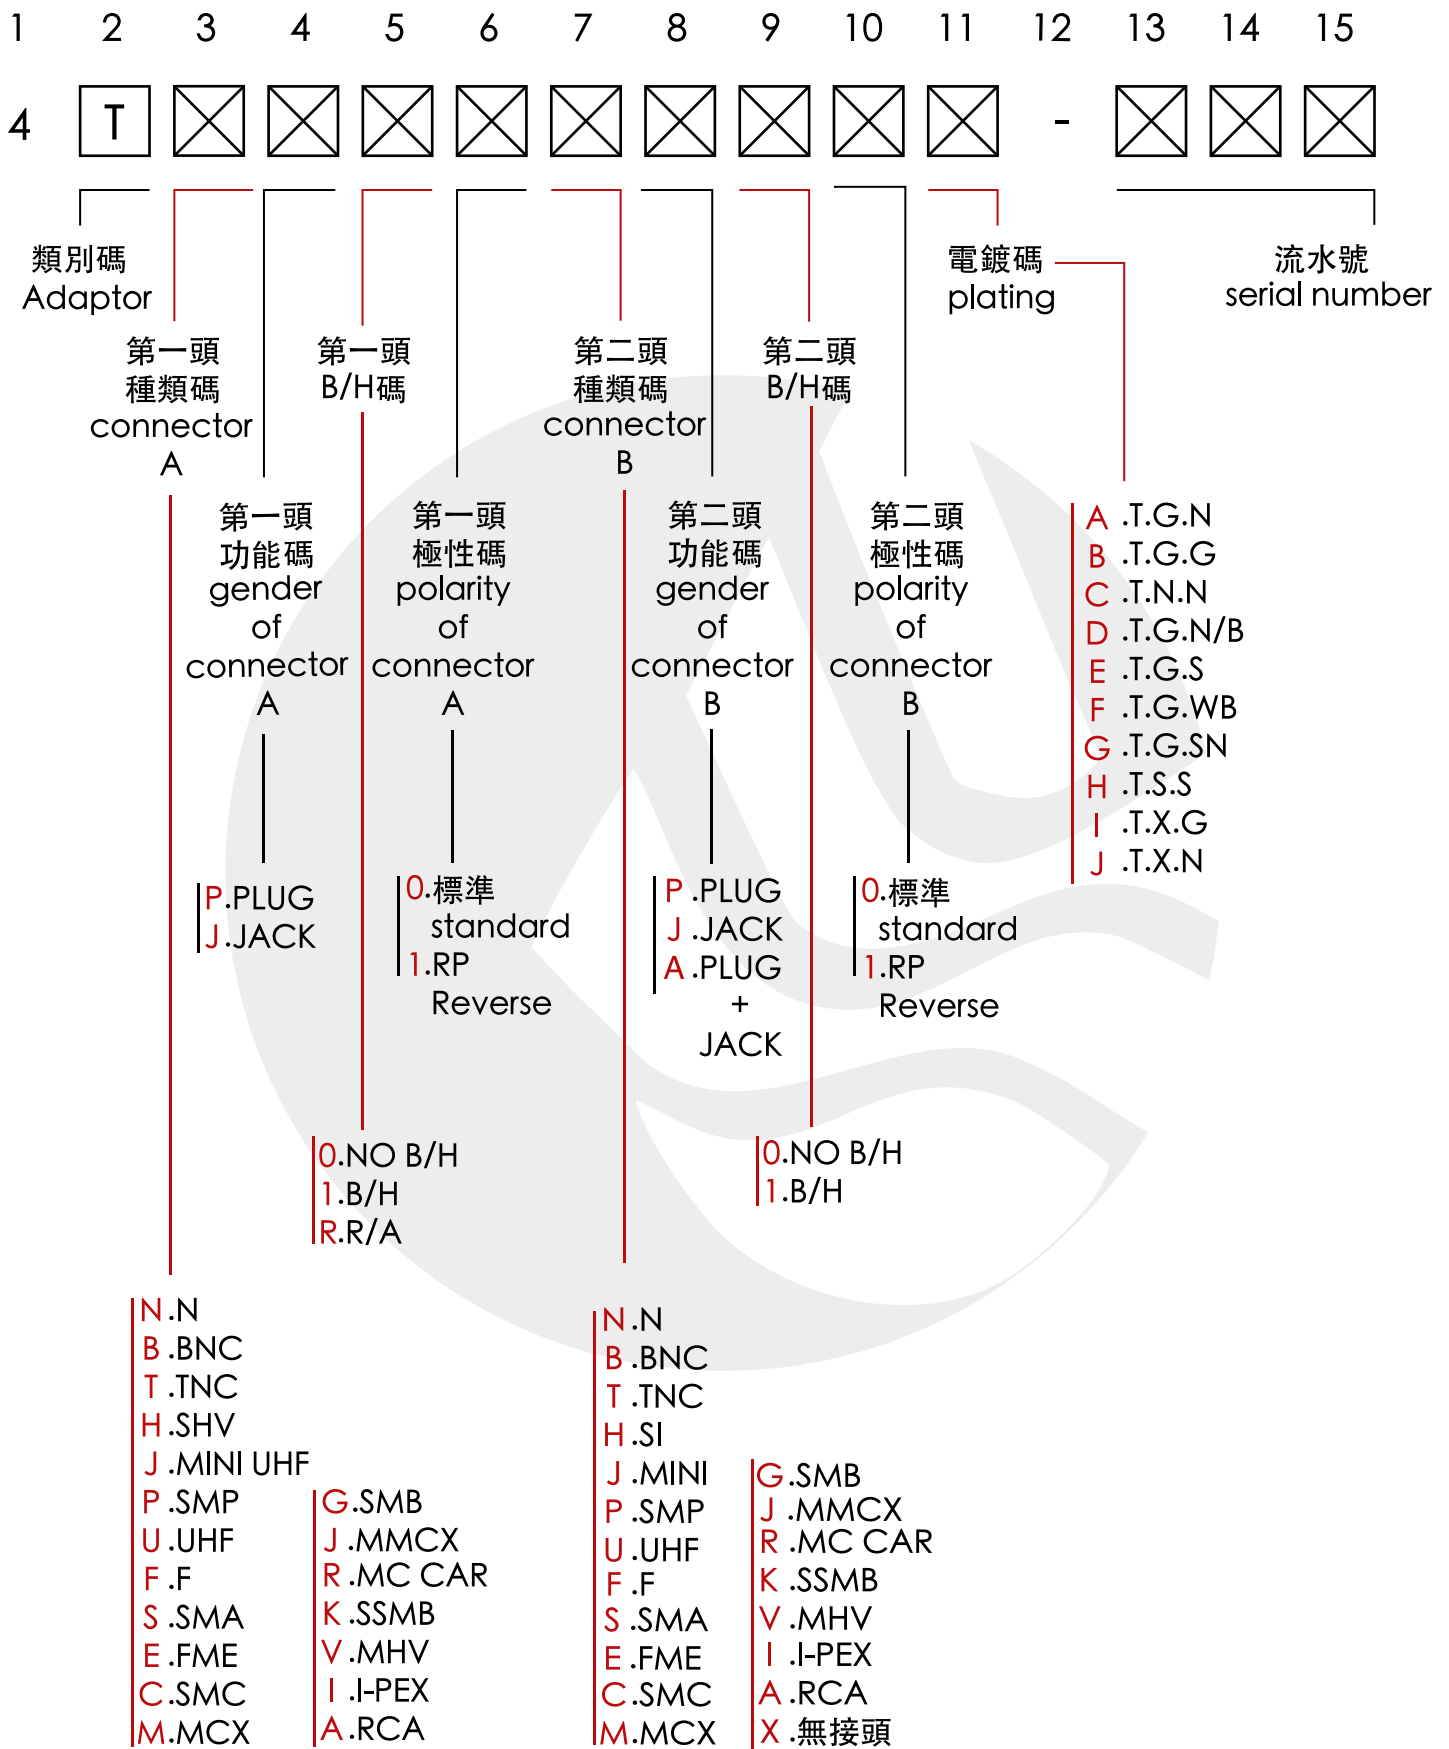 1 2 3 4 5 6 7 8 9 10 11 12 13 14 15
4 T -
類別碼
Adaptor
電鍍碼
plating
流水號
serial number
第一頭
種類碼
connector
A
第一頭
B/H碼
第二頭
種類碼
connector
B
第二頭
B/H碼
第一頭
功能碼
gender
of
connector
A
第一頭
極性碼
polarity
of
connector
A
第二頭
功能碼
gender
of
connector
B
第二頭
極性碼
polarity
of
connector
B
A .T.G.N
B .T.G.G
C .T.N.N
D .T.G.N/B
E .T.G.S
F .T.G.WB
G .T.G.SN
H .T.S.S
I .T.X.G
J .T.X.N
P.PLUG
J.JACK
0.標準
standard
1.RP
Reverse
P.PLUG
J.JACK
A.PLUG
+
JACK
0.標準
standard
1.RP
Reverse
0.NO B/H
1.B/H
R.R/A
0.NO B/H
1.B/H
N.N
B.BNC
T.TNC
H.SHV
J.MINI UHF
P.SMP
U.UHF
F.F
S.SMA
E.FME
C.SMC
M.MCX
G.SMB
J.MMCX
R.MC CAR
K.SSMB
V.MHV
I.I-PEX
A.RCA
N.N
B.BNC
T.TNC
H.SI
J.MINI
P.SMP
U.UHF
F.F
S.SMA
E.FME
C.SMC
M.MCX
G.SMB
J.MMCX
R.MC CAR
K.SSMB
V.MHV
I.I-PEX
A.RCA
X.無接頭